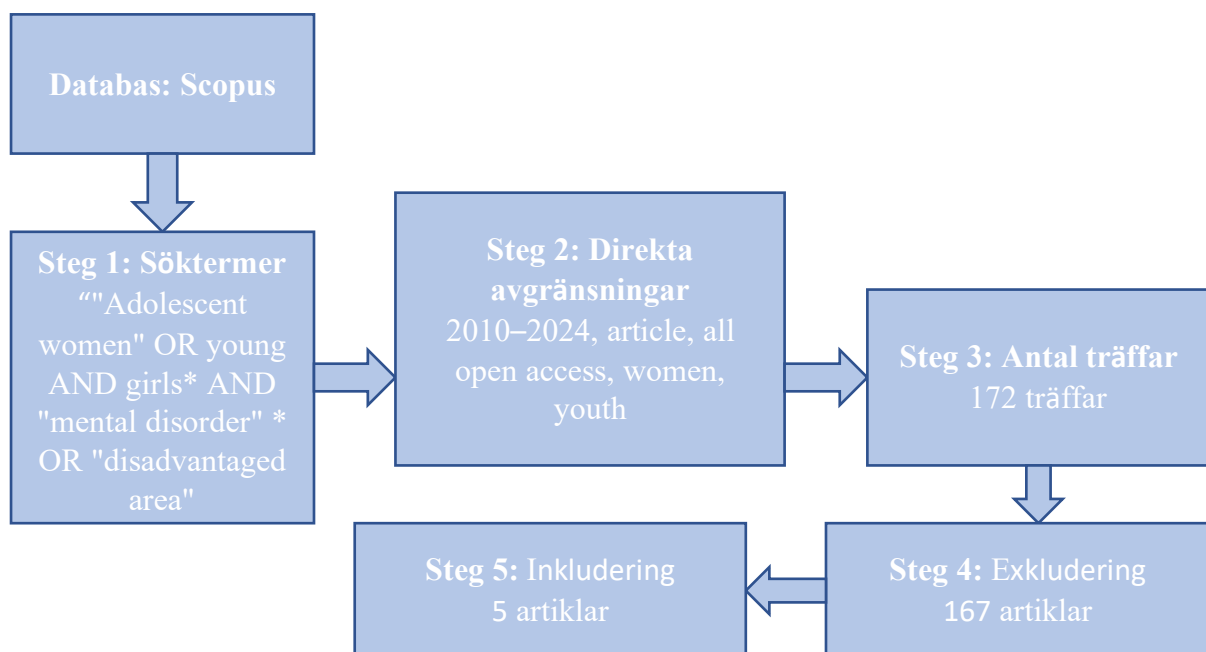 Databas: Scopus
Steg 1: Söktermer
“"Adolescent
women" OR young
AND girls* AND
"mental disorder" *
OR "disadvantaged
area"
Steg 2: Direkta
avgränsningar
2010–2024, article, all
open access, women,
youth
Steg 3: Antal träffar
172 träffar
Steg 4: Exkludering
167 artiklar
Steg 5: Inkludering
5 artiklar